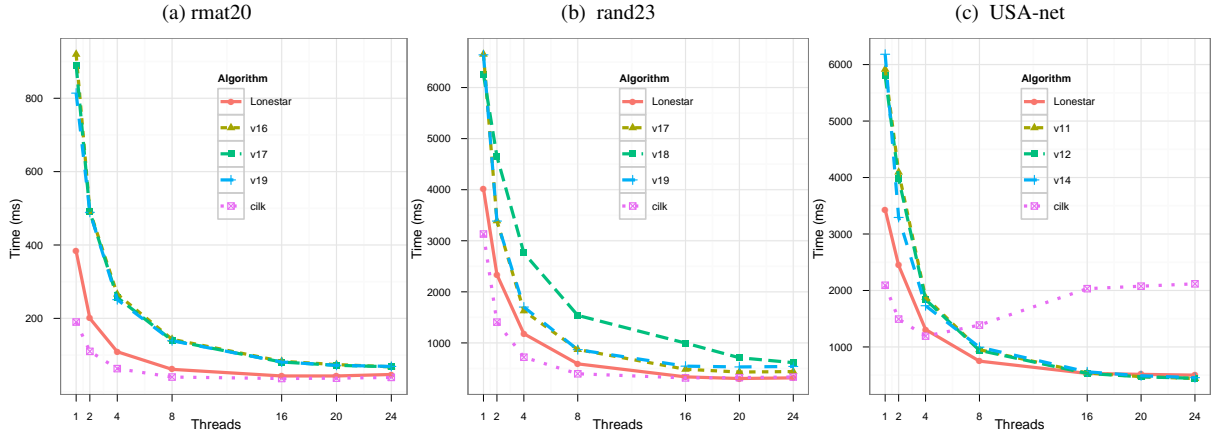 (a) rmat20
Time (ms)
800
600
400
200
Algorithm
Lonestar
v16
v17
v19
cilk
1 2 4 8 16 20 24
Threads
(b) rand23
Time (ms)
6000
5000
4000
3000
2000
1000
Algorithm
Lonestar
v17
v18
v19
cilk
1 2 4 8 16 20 24
Threads
(c) USA-net
Time (ms)
6000
5000
4000
3000
2000
1000
Algorithm
Lonestar
v11
v12
v14
cilk
1 2 4 8 16 20 24
Threads